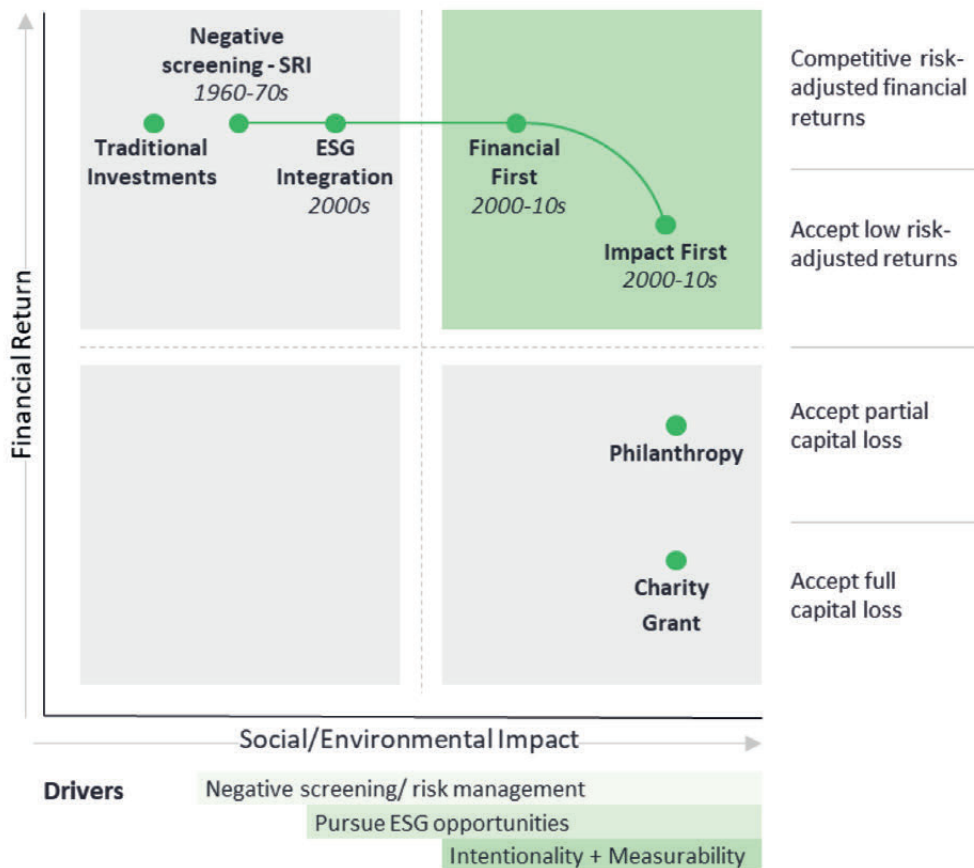 Financial Return
Negative
screening - SRI
1960-70s
Traditional
Investments
ESG
Integration
2000s
Financial
First
2000-10s
Impact First
2000-10s
Competitive risk-
adjusted financial
returns
Accept low risk-
adjusted returns
Philanthropy
Accept partial
capital loss
Charity
Grant
Accept full
capital loss
Social/Environmental Impact
Drivers
Negative screening/ risk management
Pursue ESG opportunities
Intentionality + Measurability